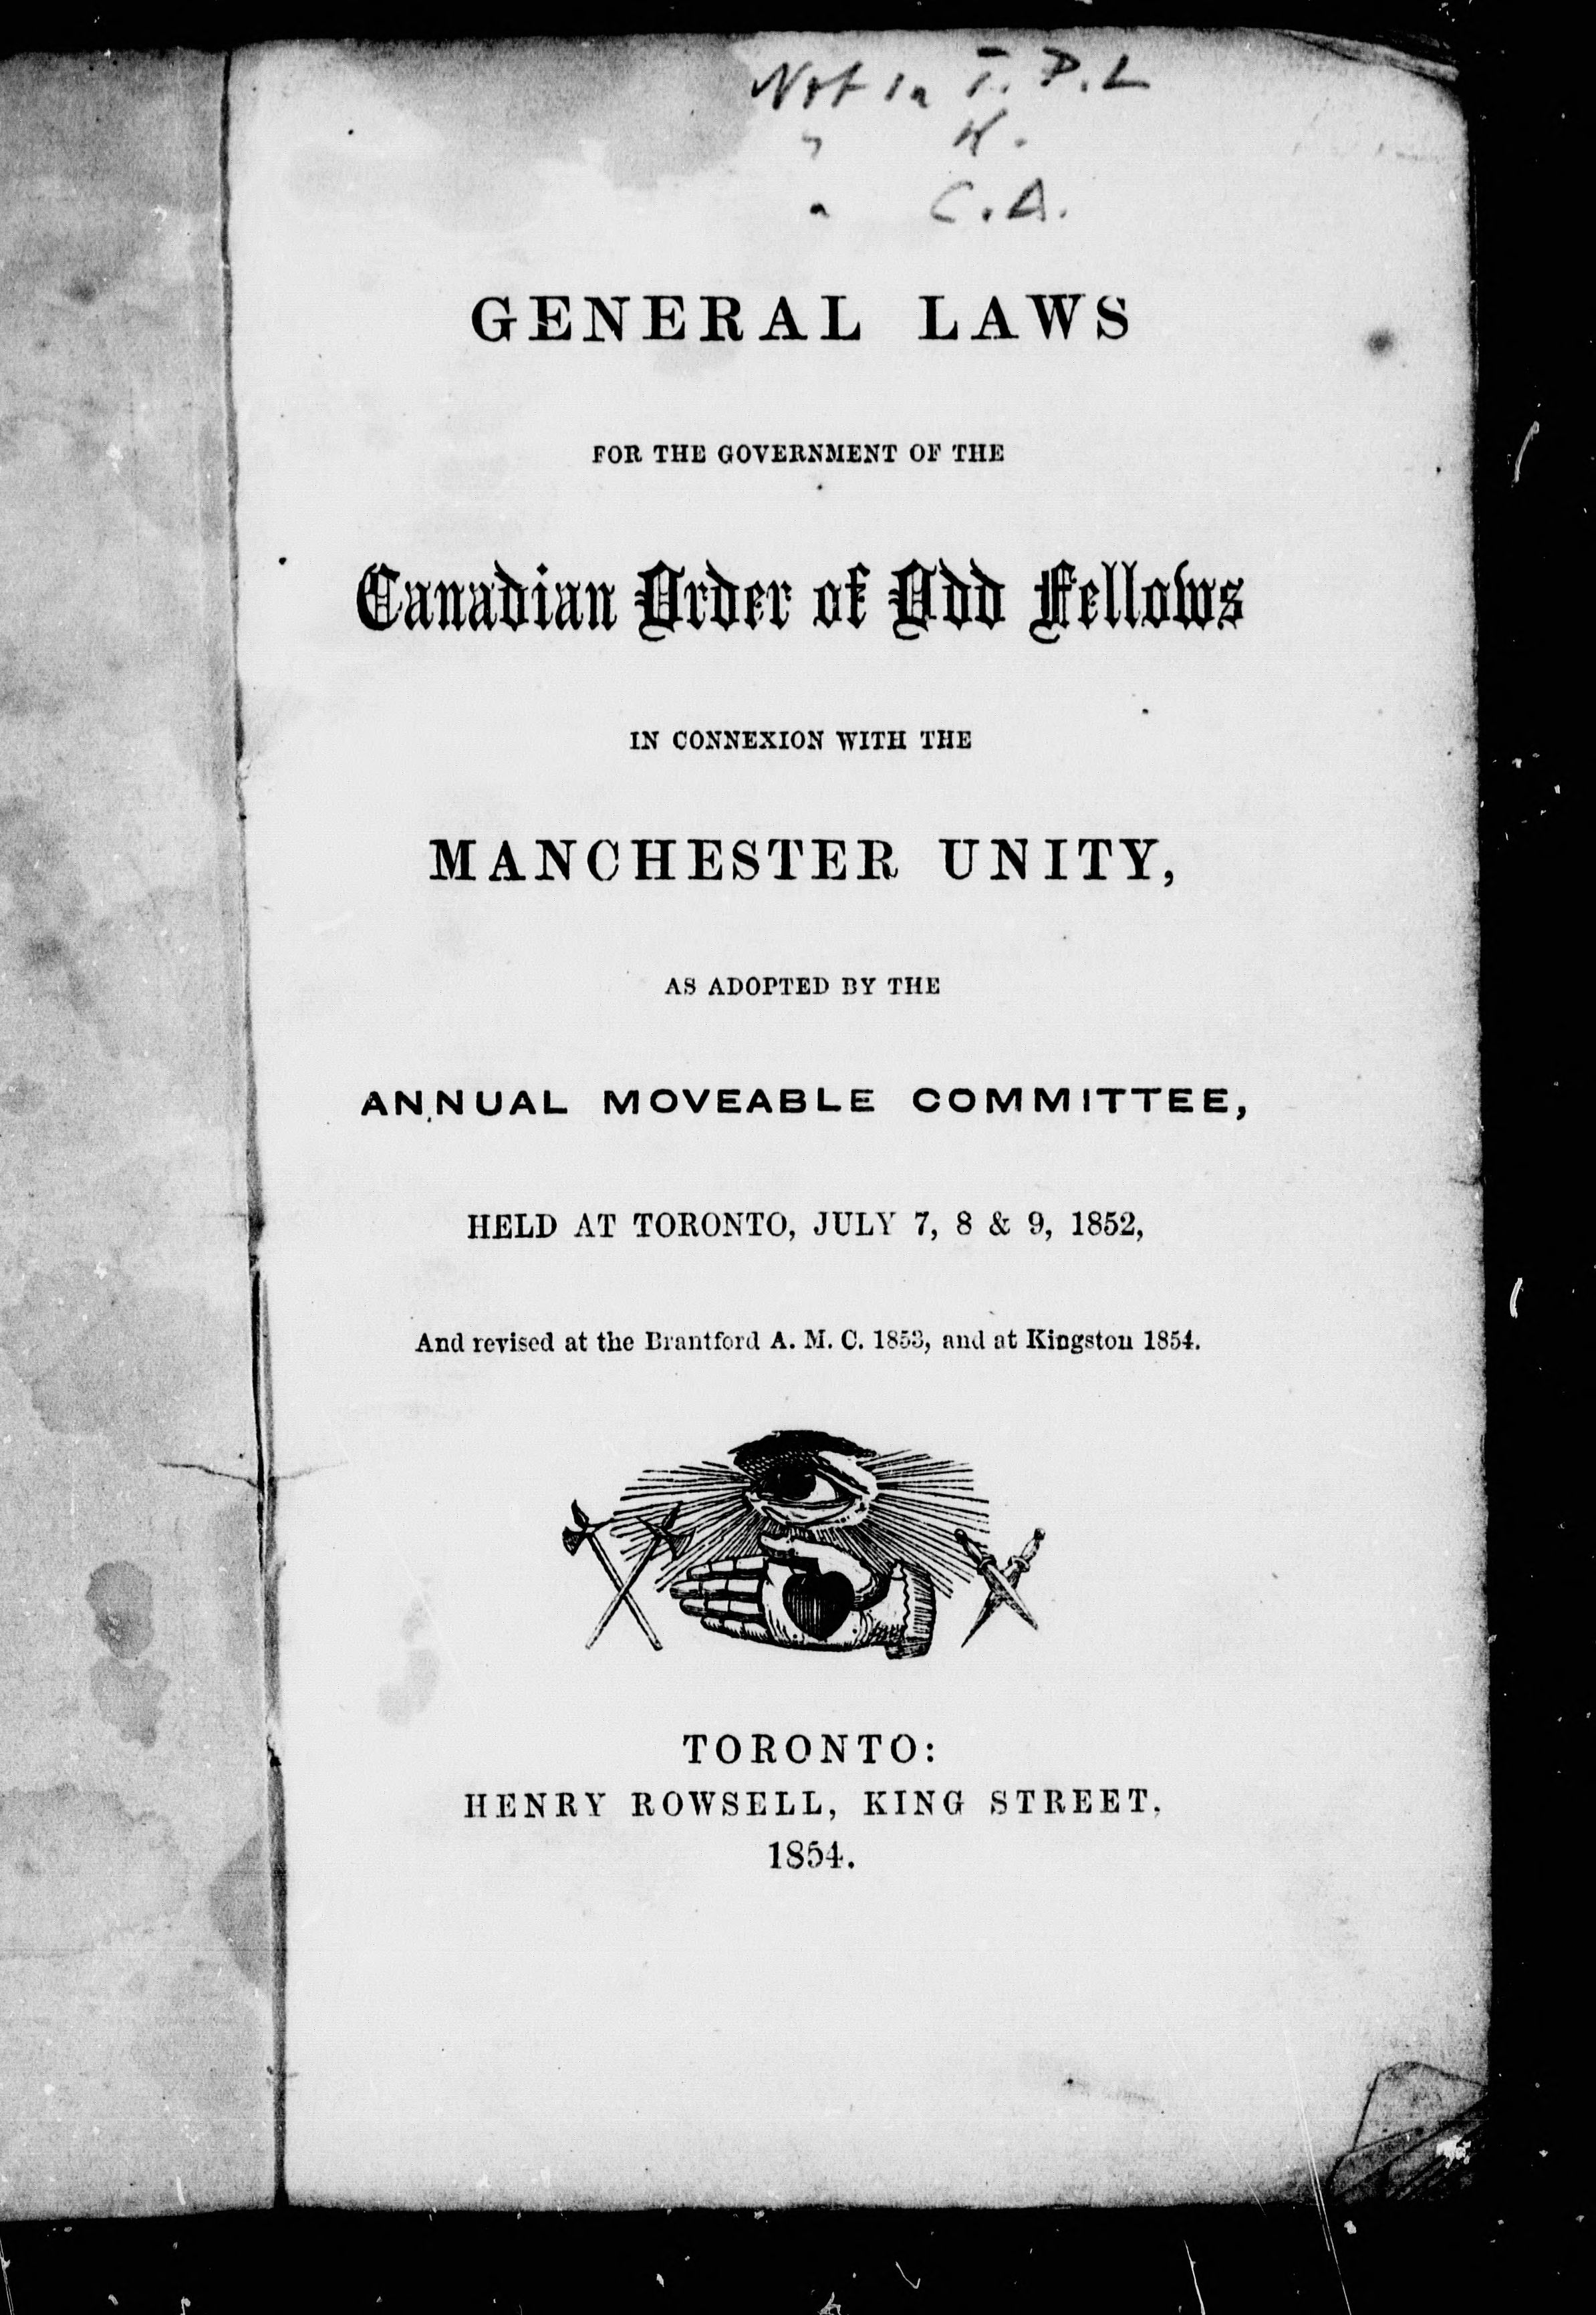 Not in T.P.L
" K.
" C.A.
GENERAL LAWS
FOR THE GOVERNMENT OF THE
Canadian Order of Odd Fellows
IN CONNEXION WITH THE
MANCHESTER UNITY,
AS ADOPTED BY THE
ANNUAL MOVEABLE COMMITTEE,
HELD AT TORONTO, JULY 7, 8 & 9, 1852,
And revised at the Brantford A. M. C. 1853, and at Kingston 1854.
TORONTO:
HENRY ROWSELL, KING STREET,
1854.